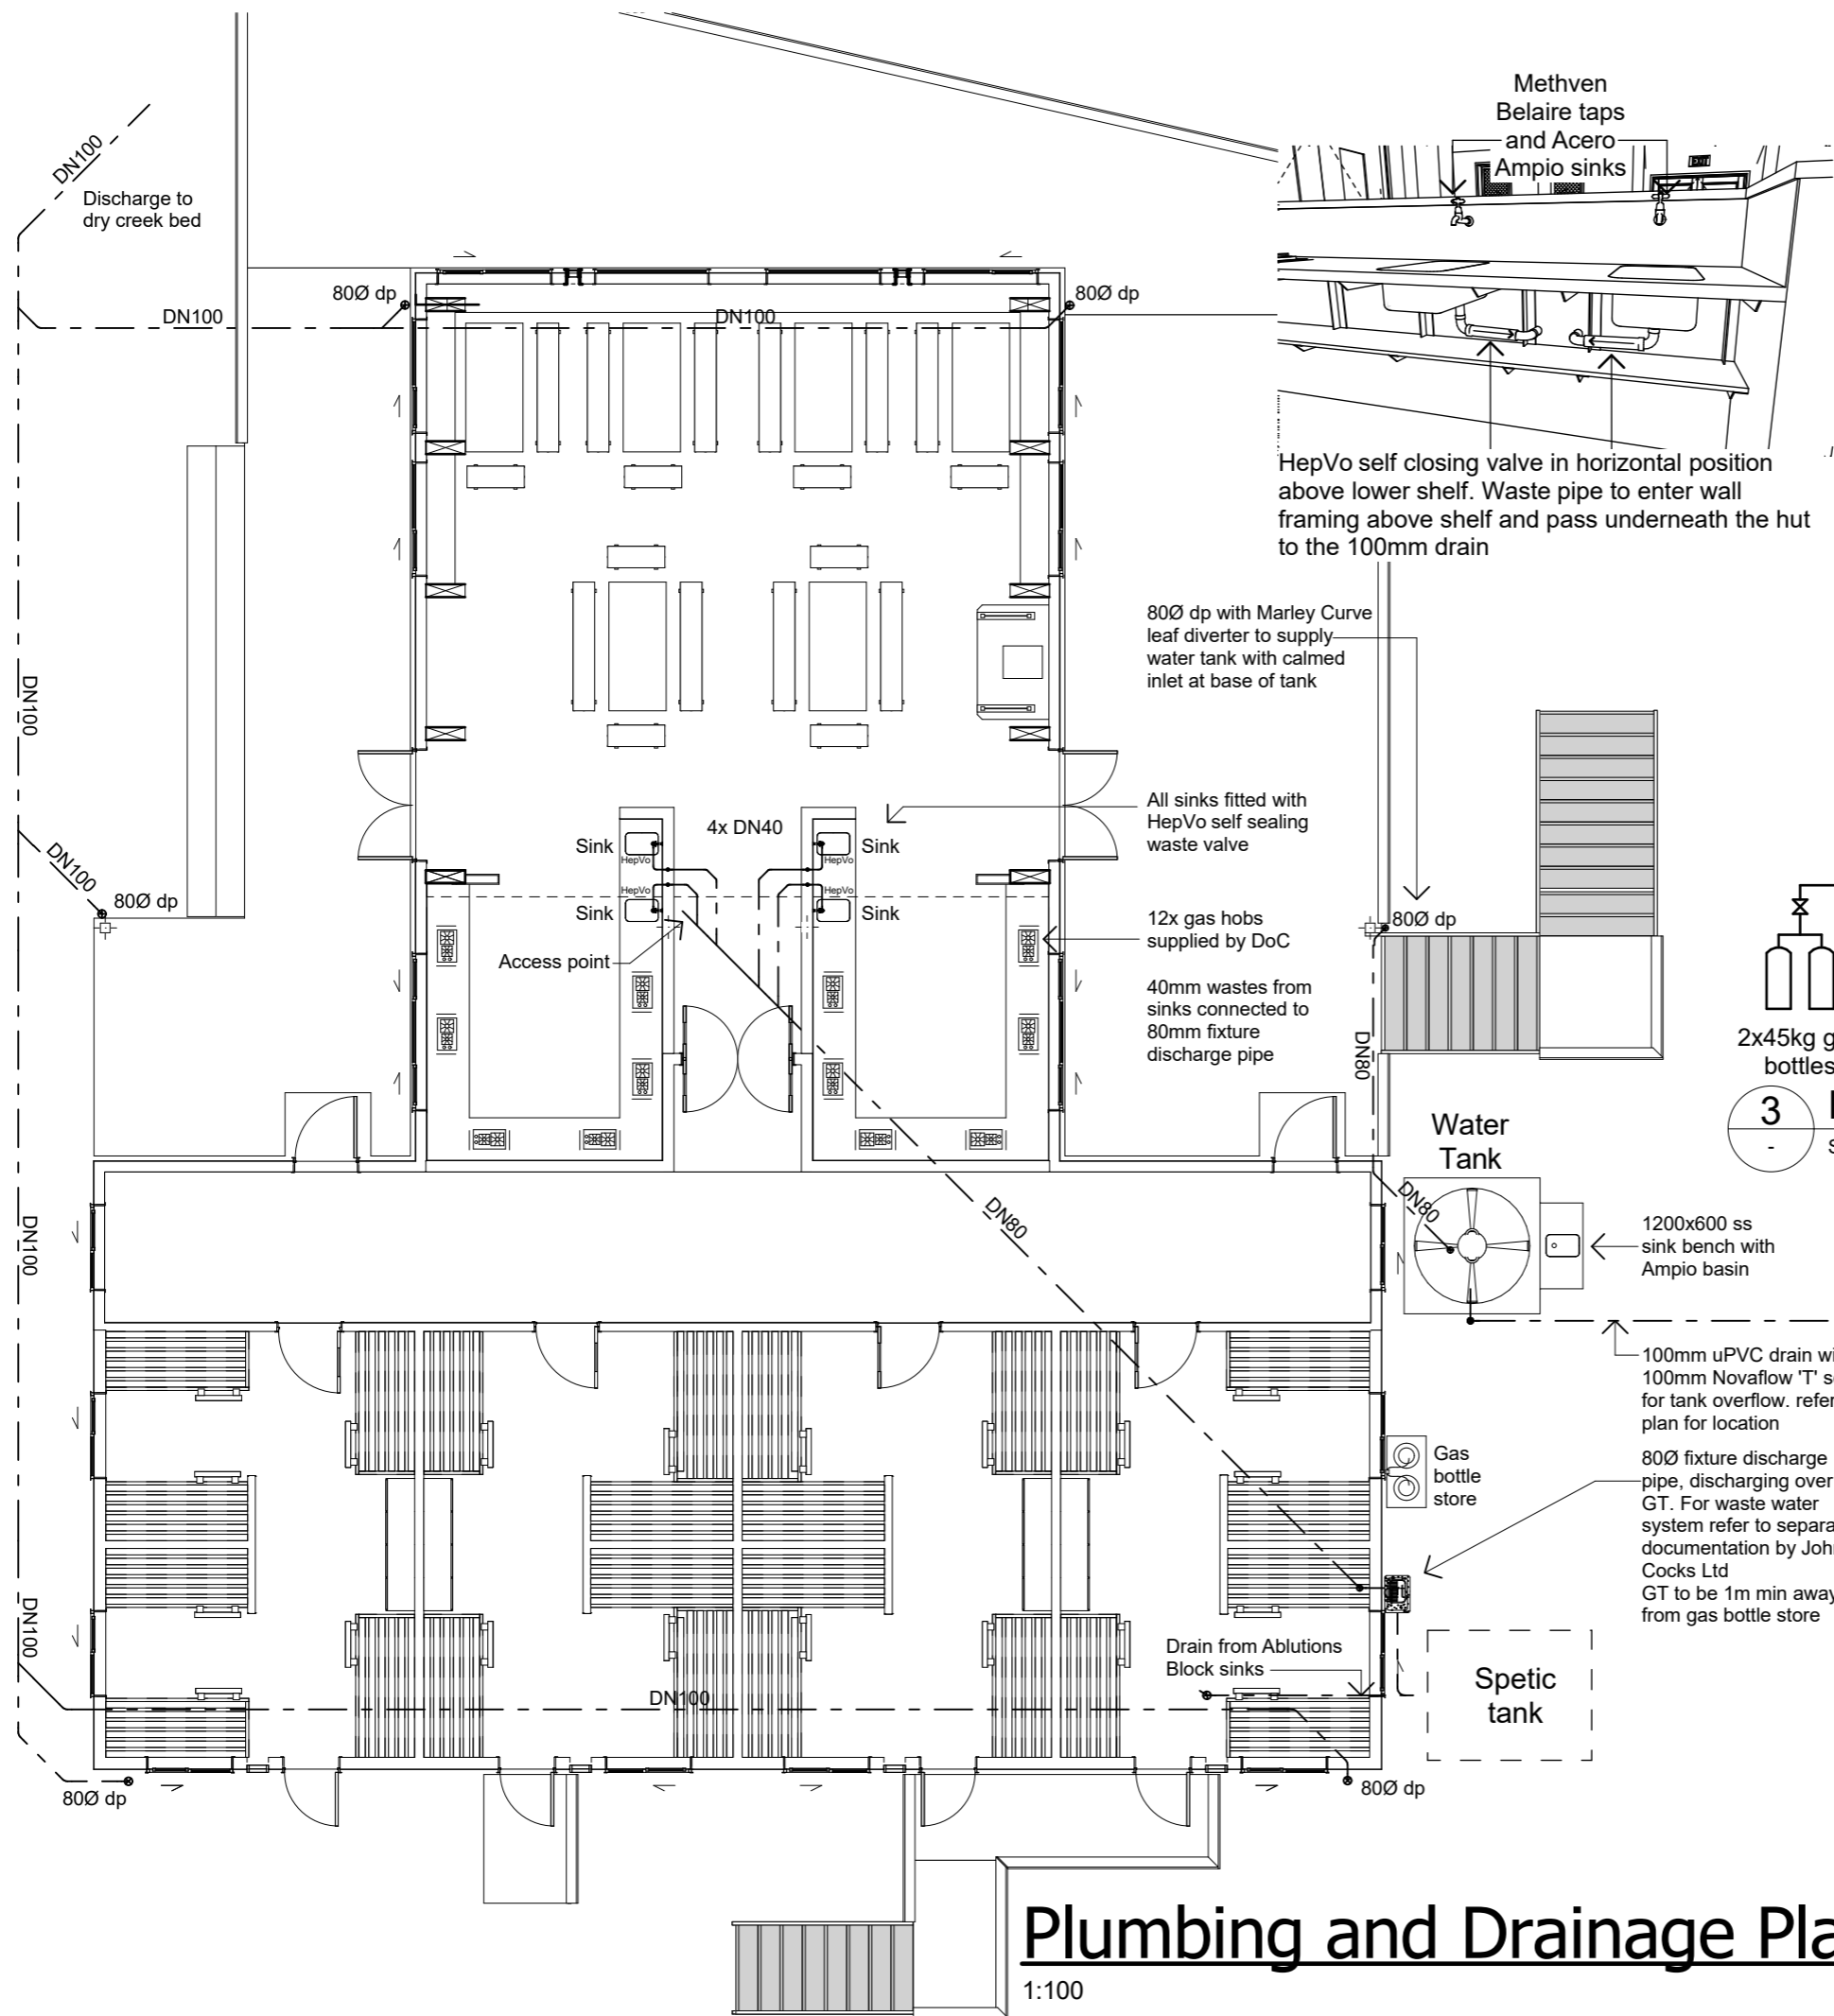 Methven
Belaire taps
and Acero
Ampio sinks
EXIT
DN100
Discharge to
dry creek bed
80Ø dp
80Ø dp
DN100
DN100
HepVo self closing valve in horizontal position
above lower shelf. Waste pipe to enter wall
framing above shelf and pass underneath the hut
to the 100mm drain
80Ø dp with Marley Curve
leaf diverter to supply
water tank with calmed
inlet at base of tank
DN100
All sinks fitted with
HepVo self sealing
waste valve
4x DN40
Sink
HepVo
Sink
HepVo
HepVo
Sink
HepVo
Sink
DN100
80Ø dp
80Ø dp
Access point
12x gas hobs
supplied by DoC
40mm wastes from
sinks connected to
80mm fixture
discharge pipe
DN80
2x45kg g
bottles
3
-
Water
Tank
DN80
DN80
DN100
1200x600 ss
sink bench with
Ampio basin
100mm uPVC drain wi
100mm Novaflow 'T' s
for tank overflow. refer
plan for location
Gas
bottle
store
80Ø fixture discharge
pipe, discharging over
GT. For waste water
system refer to separa
documentation by Joh
Cocks Ltd
GT to be 1m min away
from gas bottle store
DN100
Drain from Ablutions
Block sinks
DN100
Spetic
tank
80Ø dp
80Ø dp
Plumbing and Drainage Pla
1:100